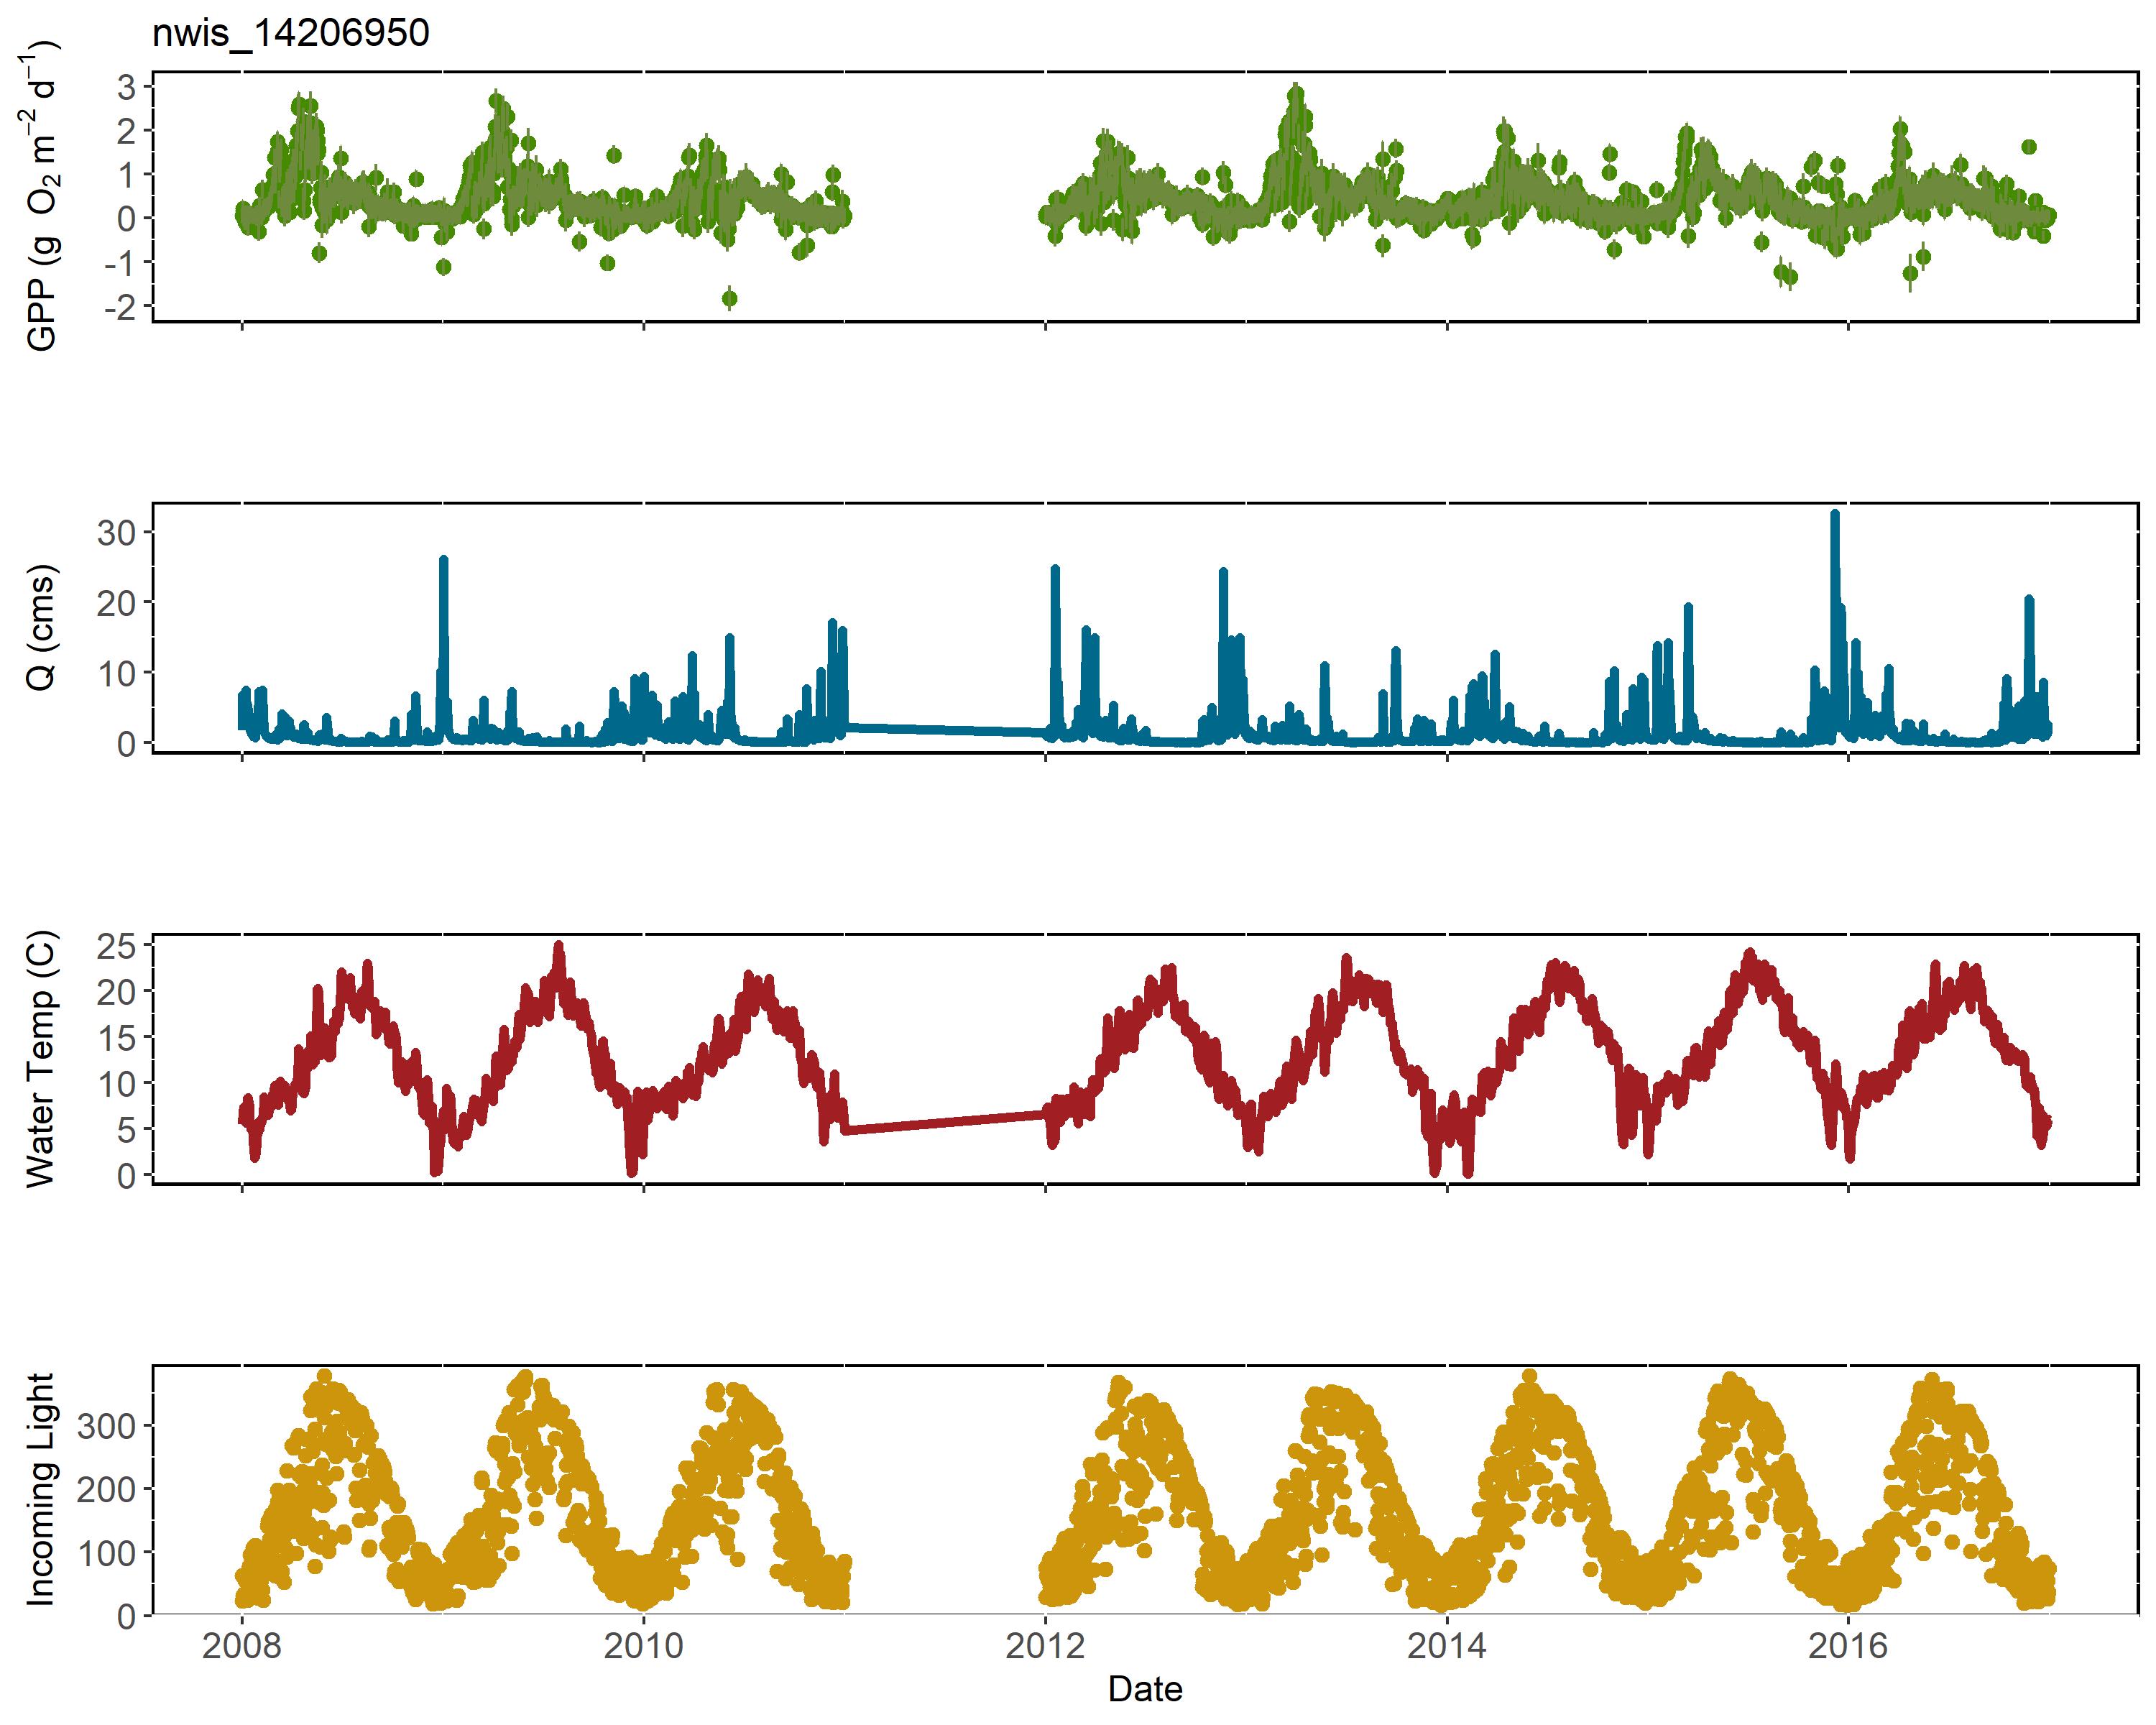 nwis_14206950
GPP (g O₂ m⁻² d⁻¹)
3
2
1
0
-1
-2
Q (cms)
30
20
10
0
Water Temp (C)
25
20
15
10
5
0
Incoming Light
300
200
100
0
2008 2010 2012 2014 2016
Date